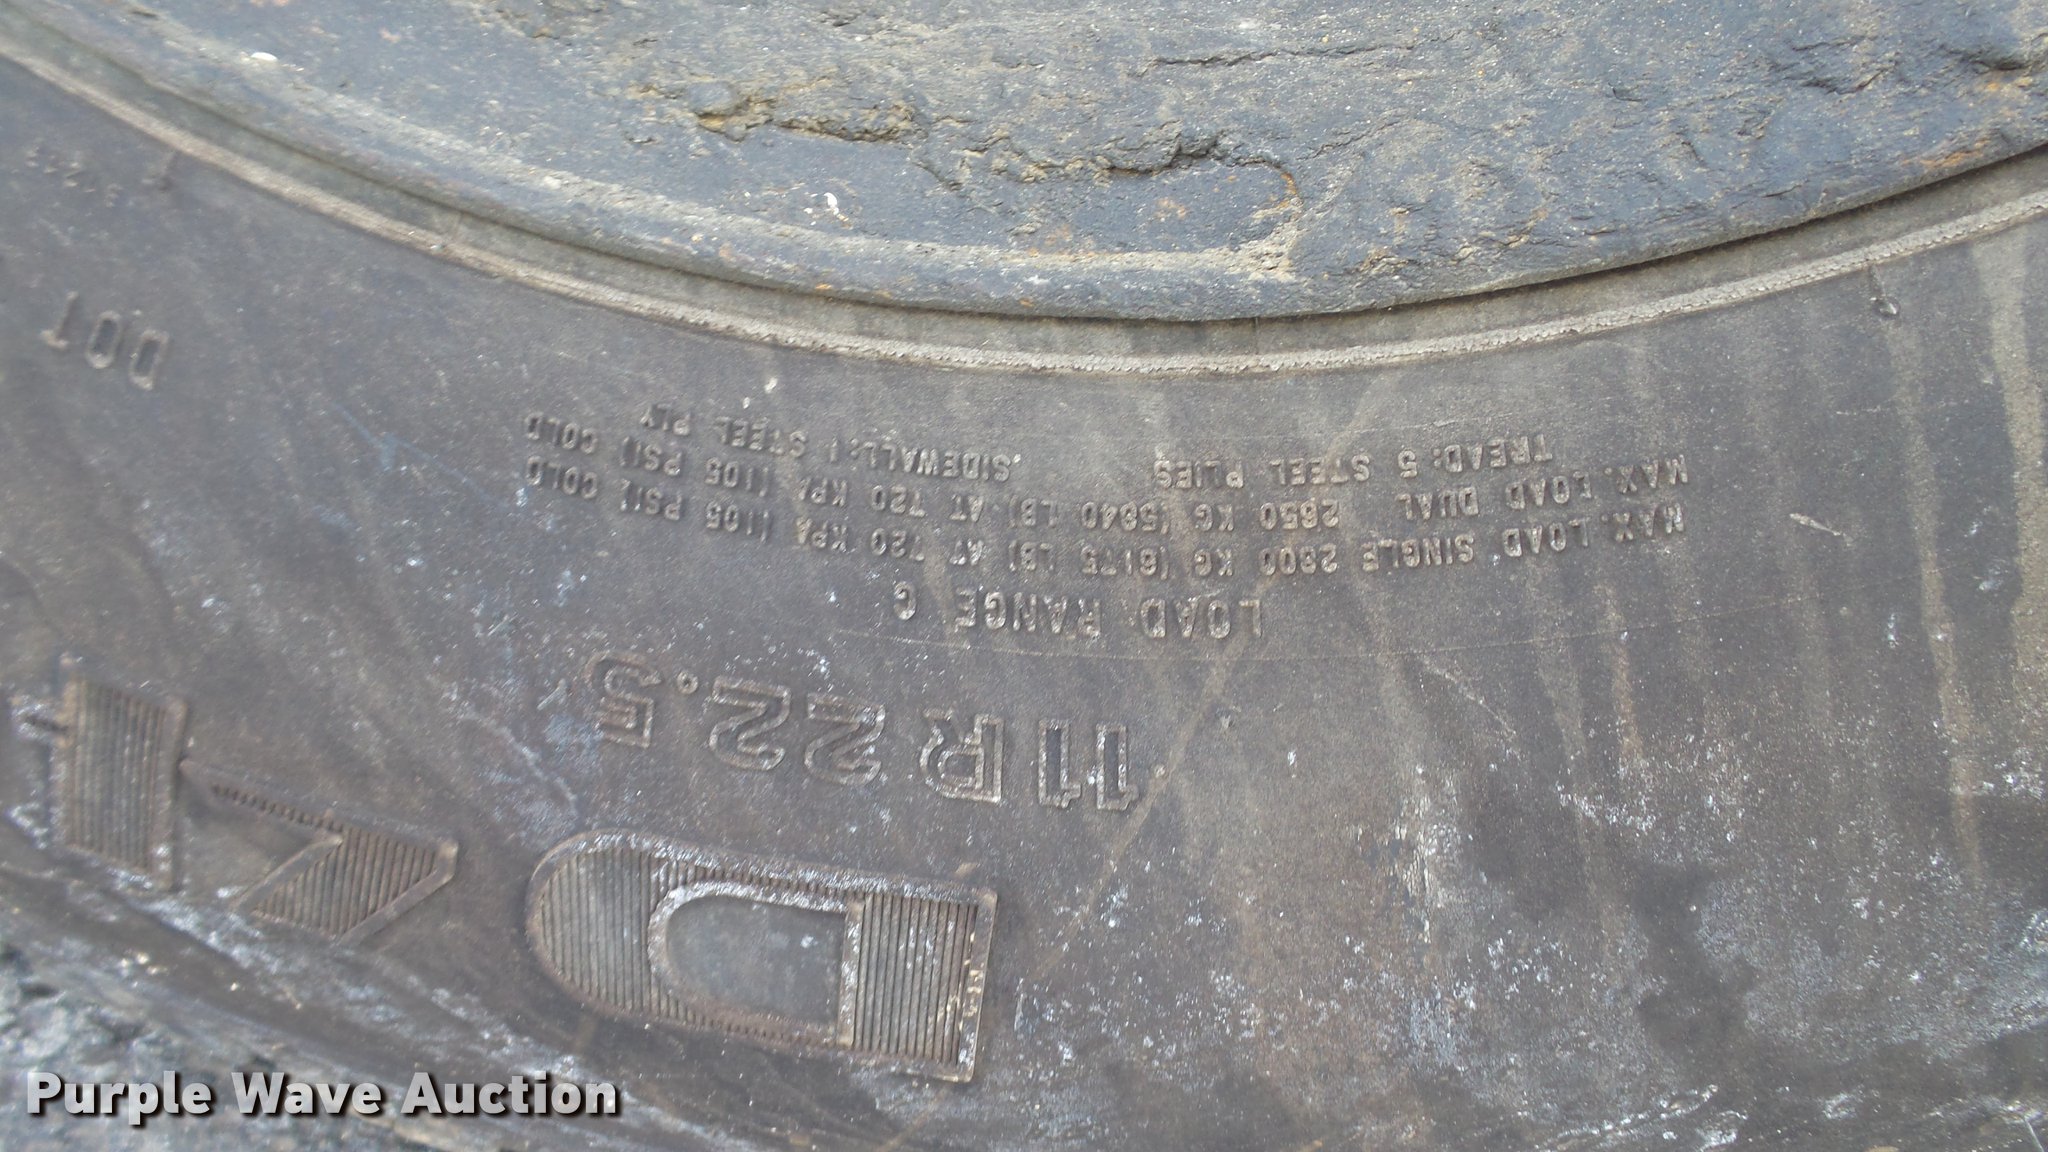 D
11R22.5
LOAD RANGE G
MAX. LOAD SINGLE 2800 KG (6175 LB) AT 720 KPA (105 PSI) COLD
MAX. LOAD DUAL 2650 KG (5840 LB) AT 720 KPA (105 PSI) COLD
TREAD: 5 STEEL PLIES SIDEWALL: 1 STEEL PLY
DOT
Purple Wave Auction